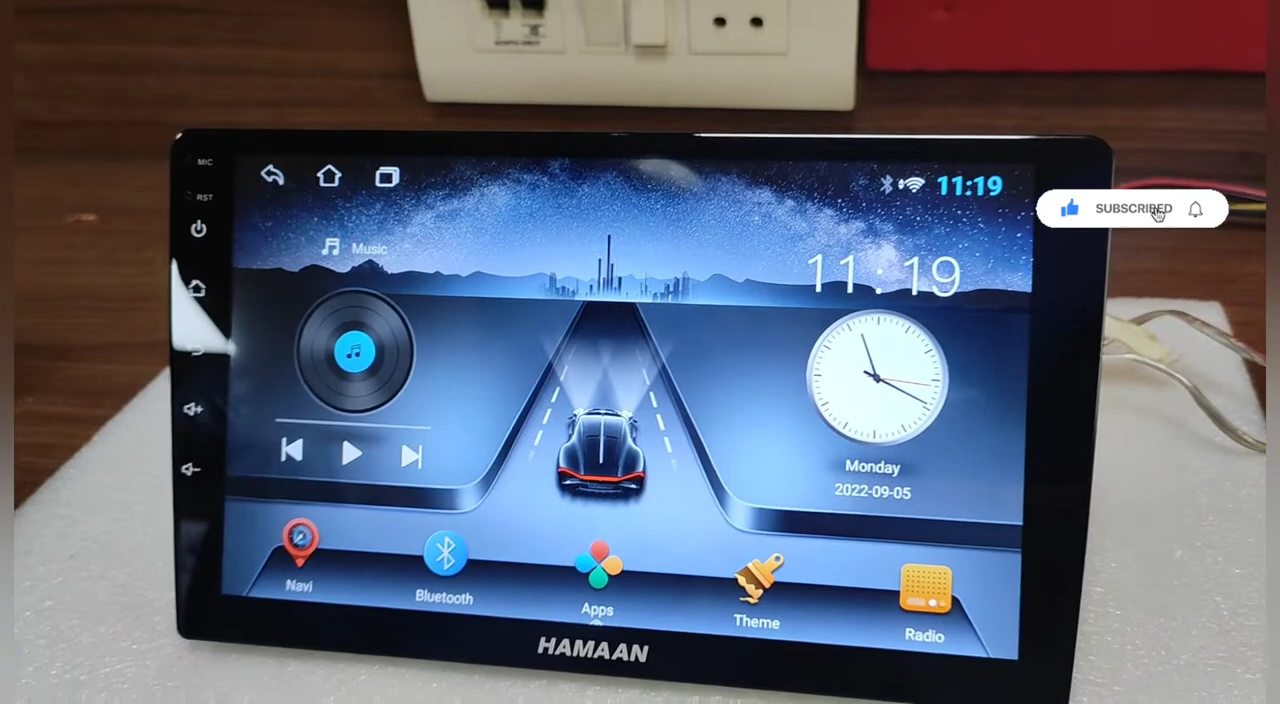 MIC
RST
11:19
SUBSCRIBED
Music
11:19
Monday
2022-09-05
Navi
Bluetooth
Apps
Theme
Radio
HAMAAN